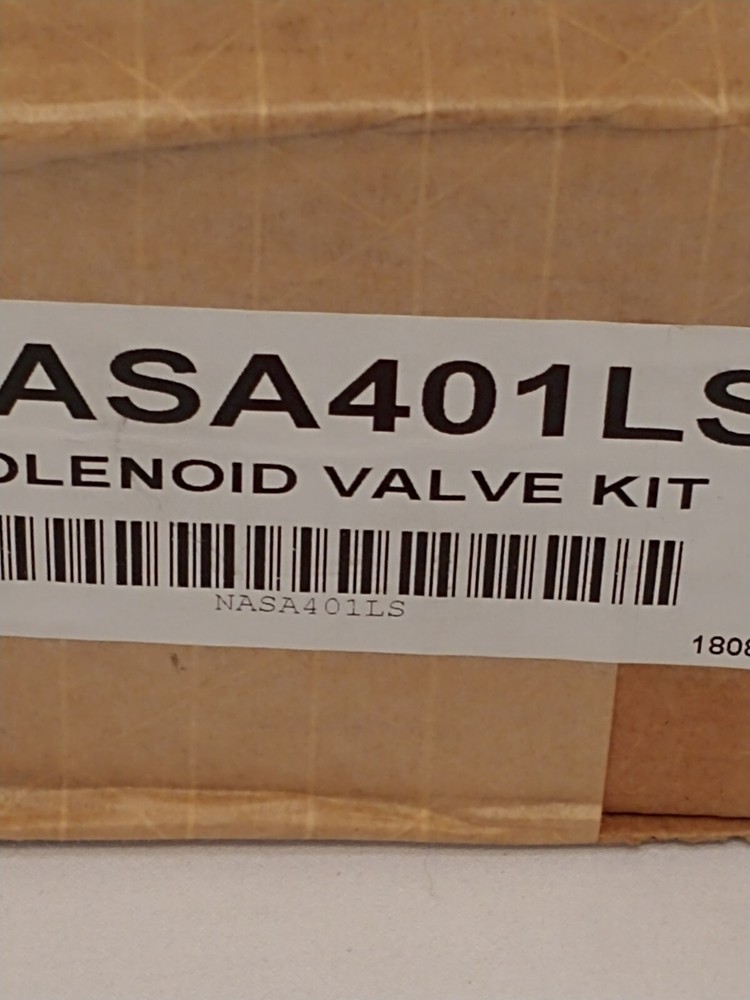 ASA401LS
OLENOID VALVE KIT
NASA401LS
1808